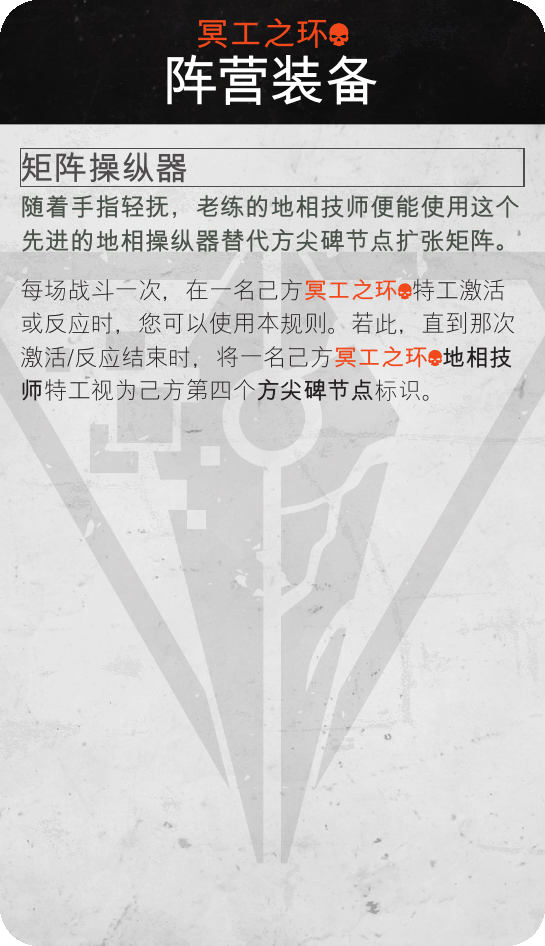 冥工之环
阵营装备
矩阵操纵器
随着手指轻抚，老练的地相技师便能使用这个
先进的地相操纵器替代方尖碑节点扩张矩阵。
每场战斗一次，在一名己方冥工之环特工激活
或反应时，您可以使用本规则。若此，直到那次
激活/反应结束时，将一名己方冥工之环地相技
师特工视为己方第四个方尖碑节点标识。